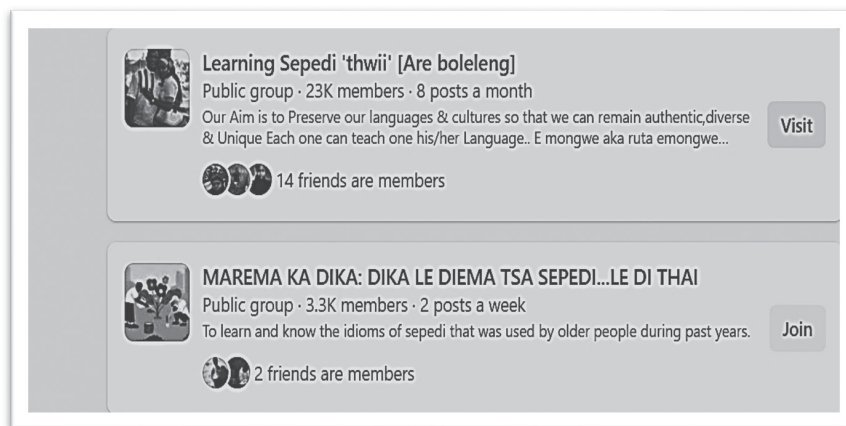 Learning Sepedi 'thwii' [Are boleleng]
Public group · 23K members · 8 posts a month
Our Aim is to Preserve our languages & cultures so that we can remain authentic,diverse
& Unique Each one can teach one his/her Language.. E mongwe aka ruta emongwe...
Visit
14 friends are members
MAREMA KA DIKA: DIKA LE DIEMA TSA SEPEDI...LE DI THAI
Public group · 3.3K members · 2 posts a week
To learn and know the idioms of sepedi that was used by older people during past years.
Join
2 friends are members